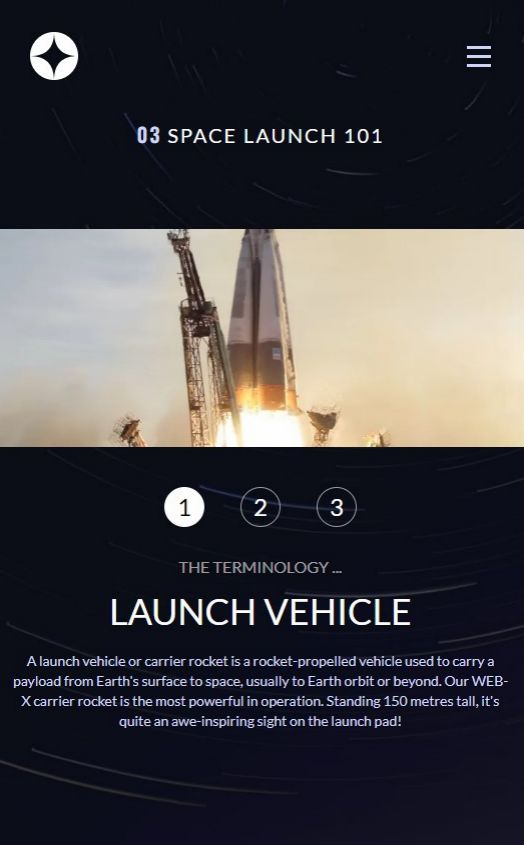 03 SPACE LAUNCH 101
1 2 3
THE TERMINOLOGY ...
LAUNCH VEHICLE
A launch vehicle or carrier rocket is a rocket-propelled vehicle used to carry a
payload from Earth's surface to space, usually to Earth orbit or beyond. Our WEB-
X carrier rocket is the most powerful in operation. Standing 150 metres tall, it's
quite an awe-inspiring sight on the launch pad!